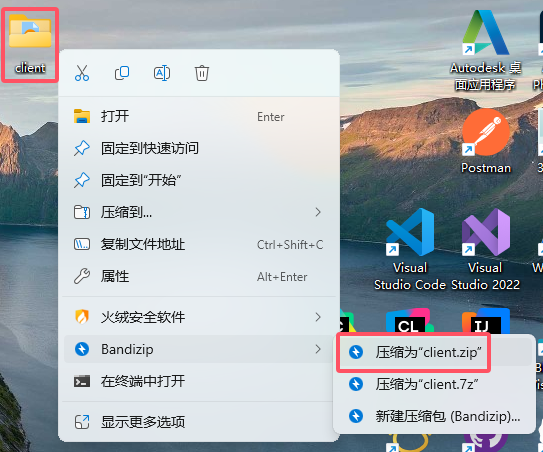 client
打开 Enter
固定到快速访问
固定到“开始”
压缩到...
复制文件地址 Ctrl+Shift+C
属性 Alt+Enter
火绒安全软件
Bandizip
在终端中打开
显示更多选项
压缩为“client.zip”
压缩为“client.7z”
新建压缩包 (Bandizip)...
Autodesk 桌
面应用程序
Postman
Visual
Studio Code
Visual
Studio 2022
CL
IJ